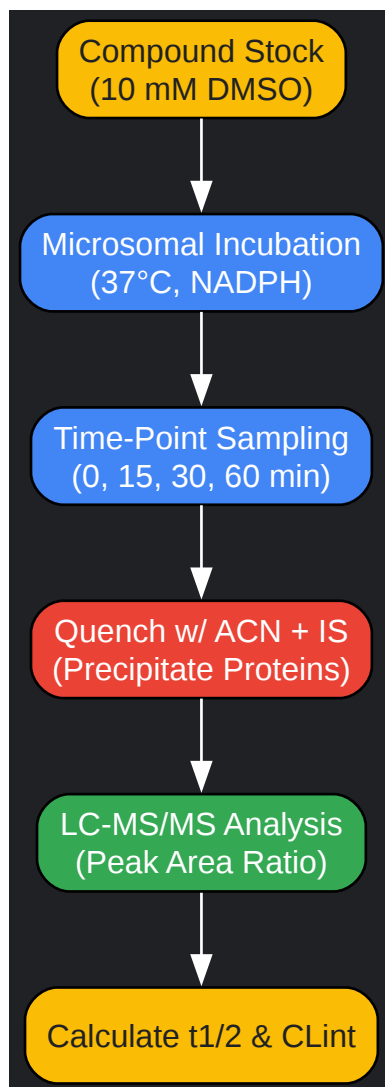 Compound Stock
(10 mM DMSO)
Microsomal Incubation
(37°C, NADPH)
Time-Point Sampling
(0, 15, 30, 60 min)
Quench w/ ACN + IS
(Precipitate Proteins)
LC-MS/MS Analysis
(Peak Area Ratio)
Calculate t1/2 & CLint